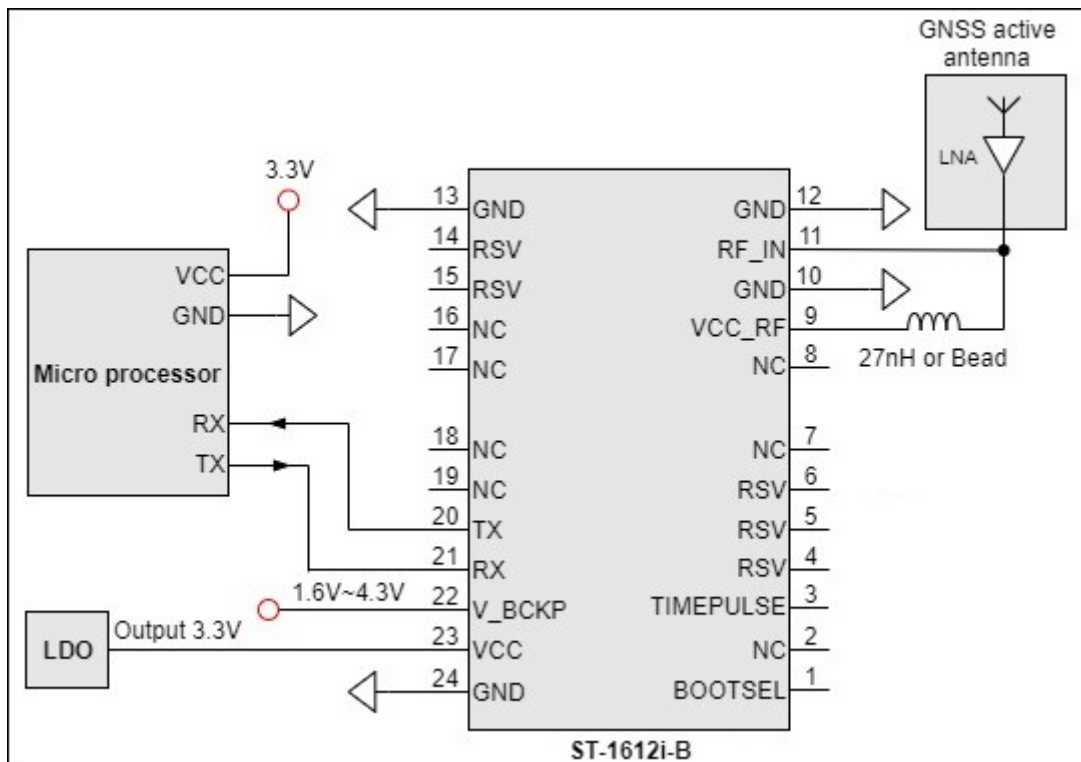 GNSS active
antenna
LNA
3.3V
VCC
GND
Micro processor
RX
TX
13 GND
14 RSV
15 RSV
16 NC
17 NC
18 NC
19 NC
20 TX
21 RX
1.6V~4.3V 22 V_BCKP
LDO Output 3.3V 23 VCC
24 GND
GND 12
RF_IN 11
GND 10
VCC_RF 9
27nH or Bead
NC 8
NC 7
RSV 6
RSV 5
RSV 4
TIMEPULSE 3
NC 2
BOOTSEL 1
ST-1612i-B